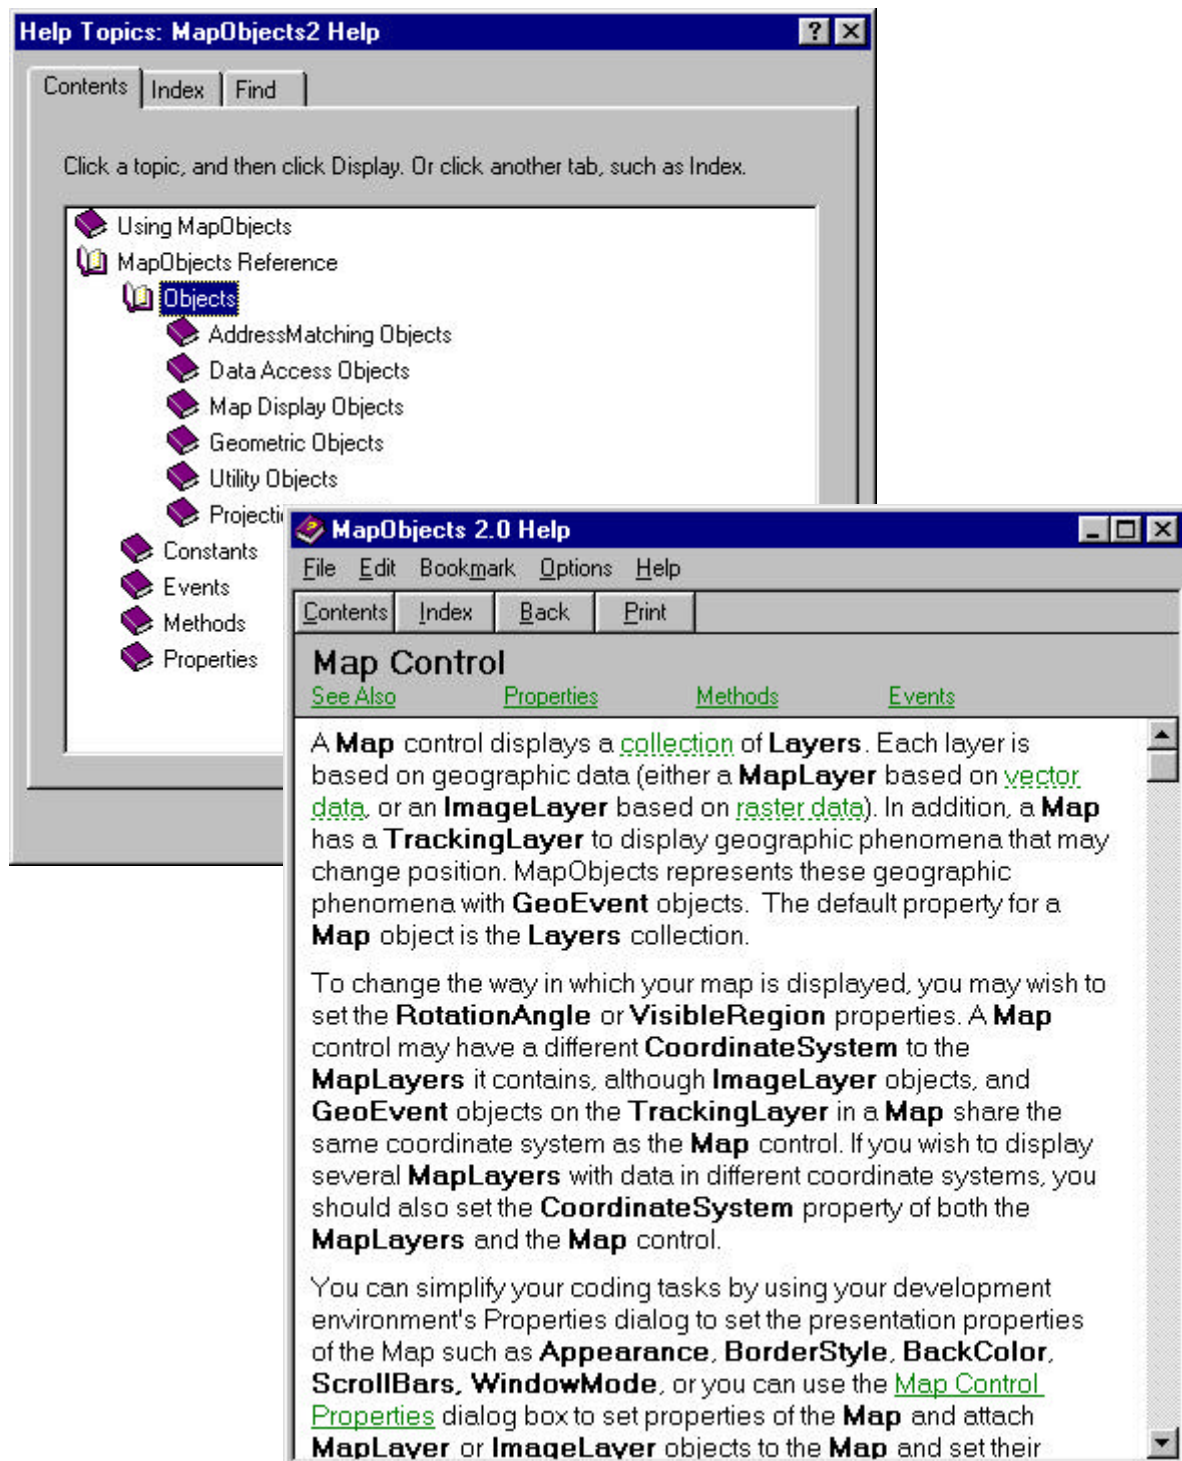 Help Topics: MapObjects2 Help
Contents Index Find
Click a topic, and then click Display. Or click another tab, such as Index.
Using MapObjects
MapObjects Reference
Objects
AddressMatching Objects
Data Access Objects
Map Display Objects
Geometric Objects
Utility Objects
Constants
Events
Methods
Properties
MapObjects 2.0 Help
File Edit Bookmark Options Help
Contents Index Back Print
Map Control
See Also Properties Methods Events
A Map control displays a collection of Layers. Each layer is
based on geographic data (either a MapLayer based on vector
data, or an ImageLayer based on raster data). In addition, a Map
has a TrackingLayer to display geographic phenomena that may
change position. MapObjects represents these geographic
phenomena with GeoEvent objects. The default property for a
Map object is the Layers collection.
To change the way in which your map is displayed, you may wish to
set the RotationAngle or VisibleRegion properties. A Map
control may have a different CoordinateSystem to the
MapLayers it contains, although ImageLayer objects, and
GeoEvent objects on the TrackingLayer in a Map share the
same coordinate system as the Map control. If you wish to display
several MapLayers with data in different coordinate systems, you
should also set the CoordinateSystem property of both the
MapLayers and the Map control.
You can simplify your coding tasks by using your development
environment's Properties dialog to set the presentation properties
of the Map such as Appearance, BorderStyle, BackColor,
ScrollBars, WindowMode, or you can use the Map Control
Properties dialog box to set properties of the Map and attach
MapLayer or ImageLayer objects to the Map and set their